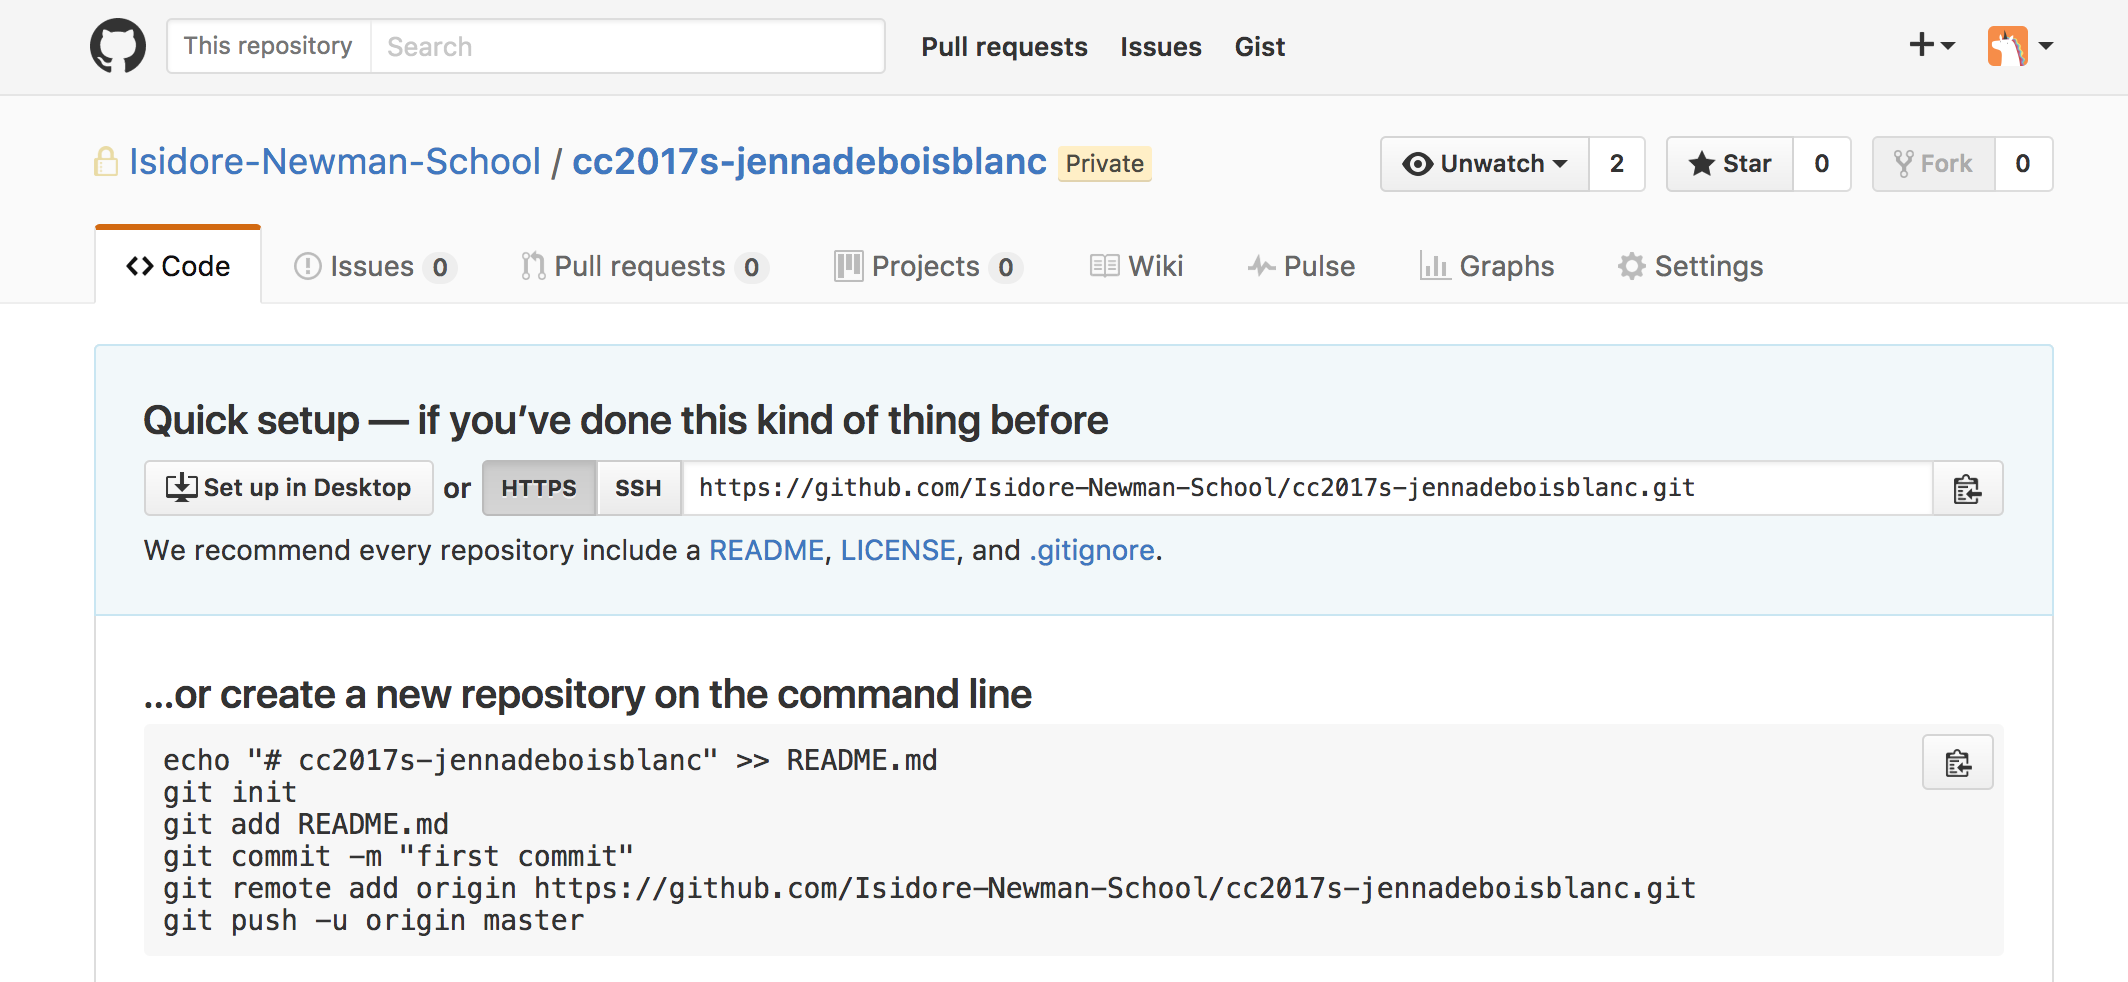 This repository Search Pull requests Issues Gist
Isidore-Newman-School / cc2017s-jennadeboisblanc Private Unwatch 2 Star 0 Fork 0
Code Issues 0 Pull requests 0 Projects 0 Wiki Pulse Graphs Settings
Quick setup — if you’ve done this kind of thing before
Set up in Desktop or HTTPS SSH https://github.com/Isidore-Newman-School/cc2017s-jennadeboisblanc.git
We recommend every repository include a README, LICENSE, and .gitignore.
…or create a new repository on the command line
echo "# cc2017s-jennadeboisblanc" >> README.md
git init
git add README.md
git commit -m "first commit"
git remote add origin https://github.com/Isidore-Newman-School/cc2017s-jennadeboisblanc.git
git push -u origin master